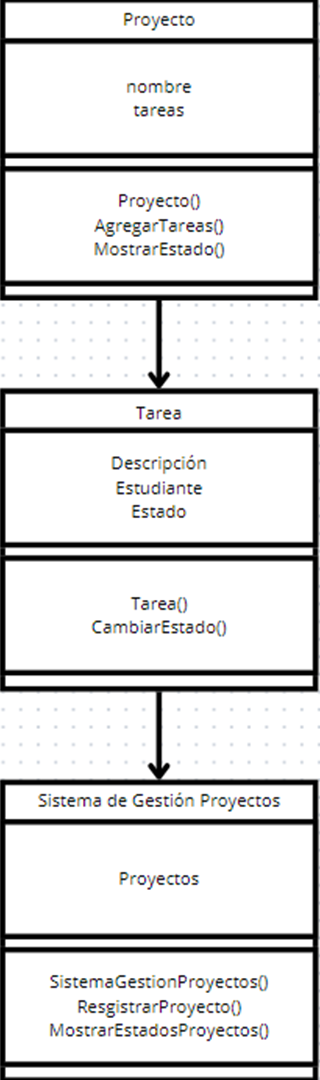 Proyecto
nombre
tareas
Proyecto()
AgregarTareas()
MostrarEstado()
Tarea
Descripción
Estudiante
Estado
Tarea()
CambiarEstado()
Sistema de Gestión Proyectos
Proyectos
SistemaGestionProyectos()
ResgistrarProyecto()
MostrarEstadosProyectos()